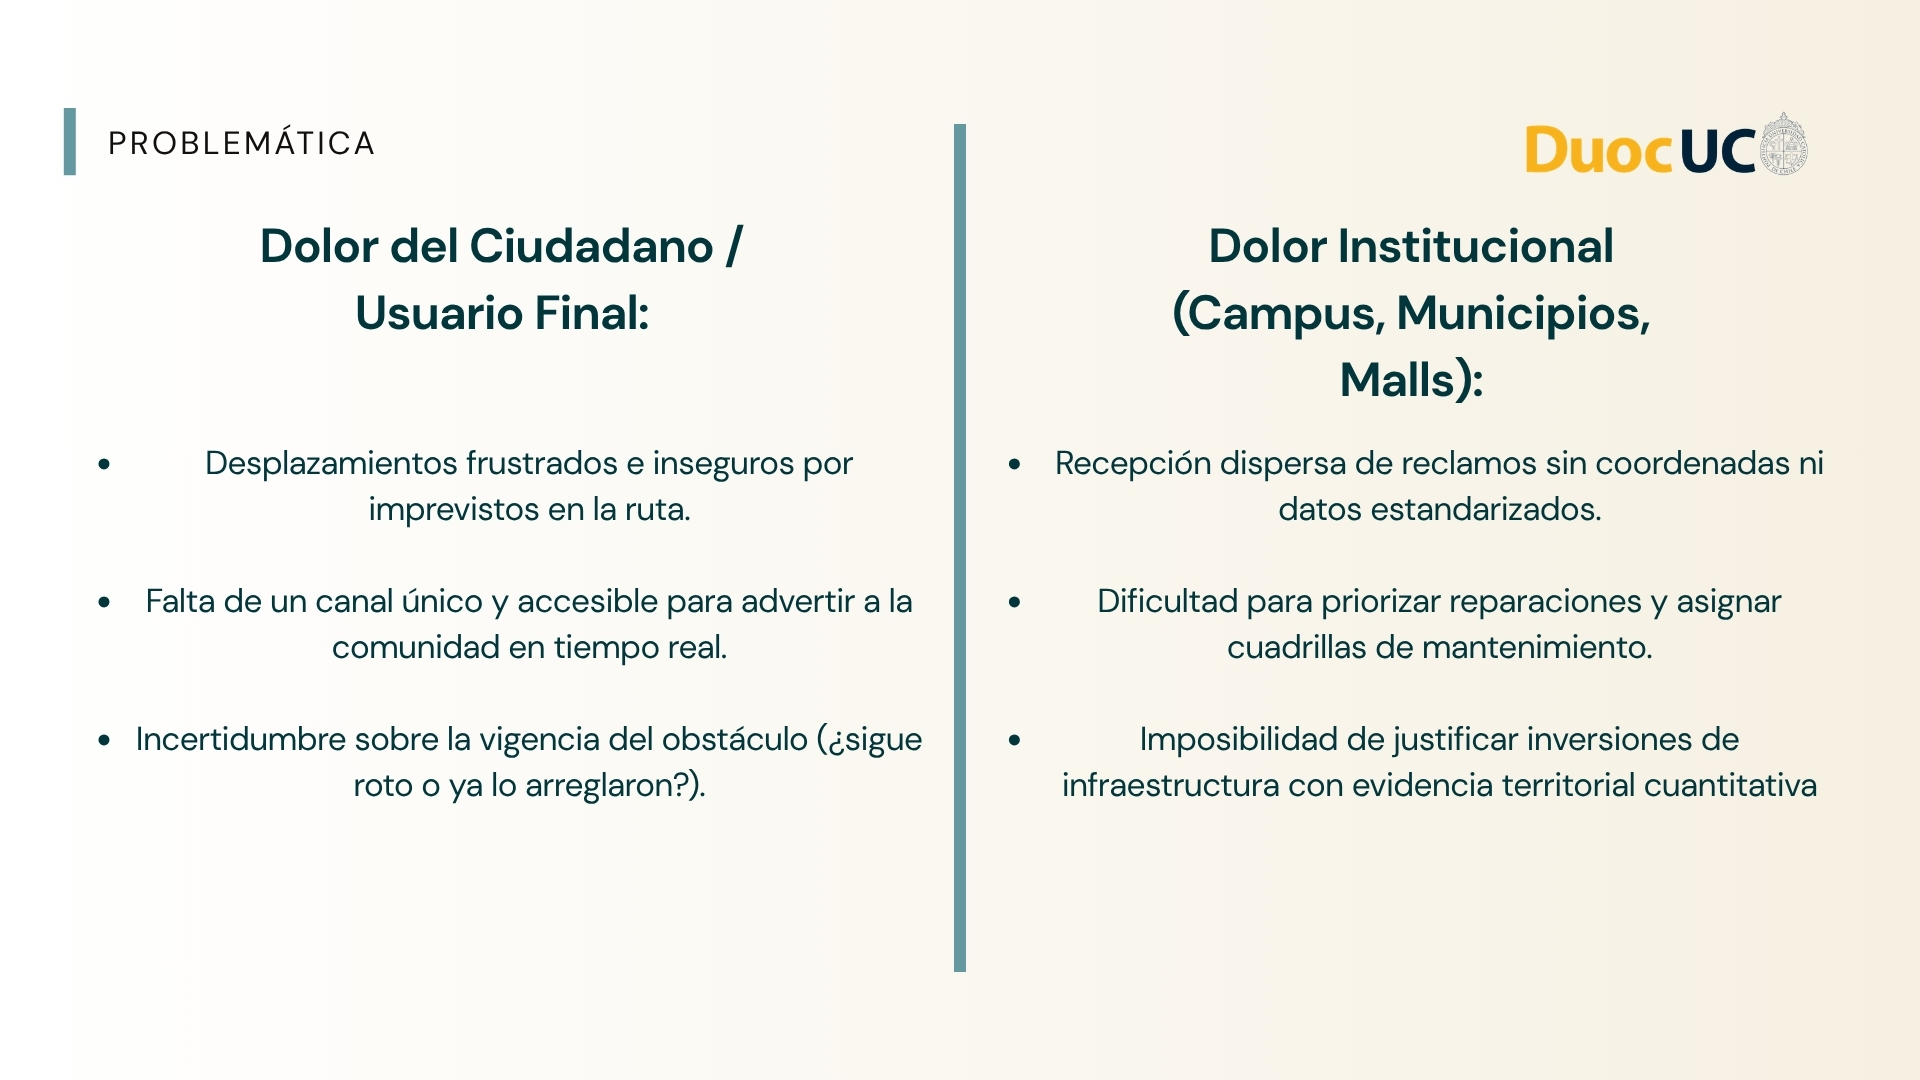 PROBLEMÁTICA
Duoc UC
Dolor del Ciudadano /
Usuario Final:
• Desplazamientos frustrados e inseguros por
imprevistos en la ruta.
• Falta de un canal único y accesible para advertir a la
comunidad en tiempo real.
• Incertidumbre sobre la vigencia del obstáculo (¿sigue
roto o ya lo arreglaron?).
Dolor Institucional
(Campus, Municipios,
Malls):
• Recepción dispersa de reclamos sin coordenadas ni
datos estandarizados.
• Dificultad para priorizar reparaciones y asignar
cuadrillas de mantenimiento.
• Imposibilidad de justificar inversiones de
infraestructura con evidencia territorial cuantitativa